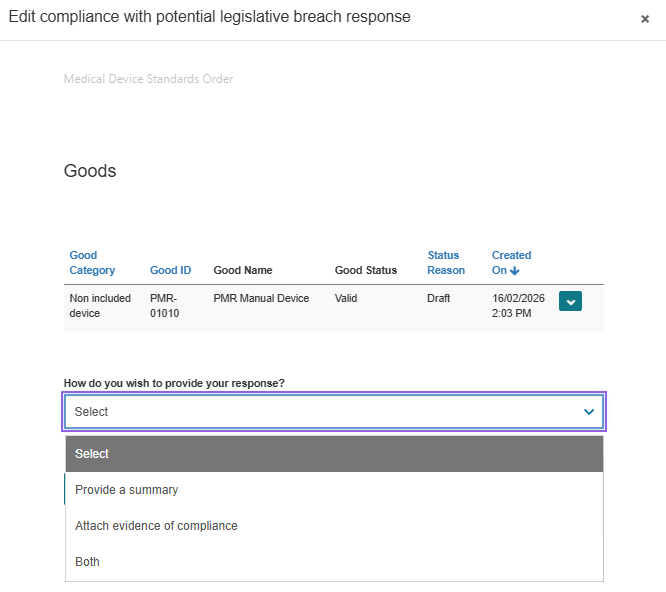 Edit compliance with potential legislative breach response
×
Medical Device Standards Order
Goods
Good Category
Good ID
Good Name
Good Status
Status Reason
Created On
Non included device
PMR-01010
PMR Manual Device
Valid
Draft
16/02/2026 2:03 PM
How do you wish to provide your response?
Select
Select
Provide a summary
Attach evidence of compliance
Both